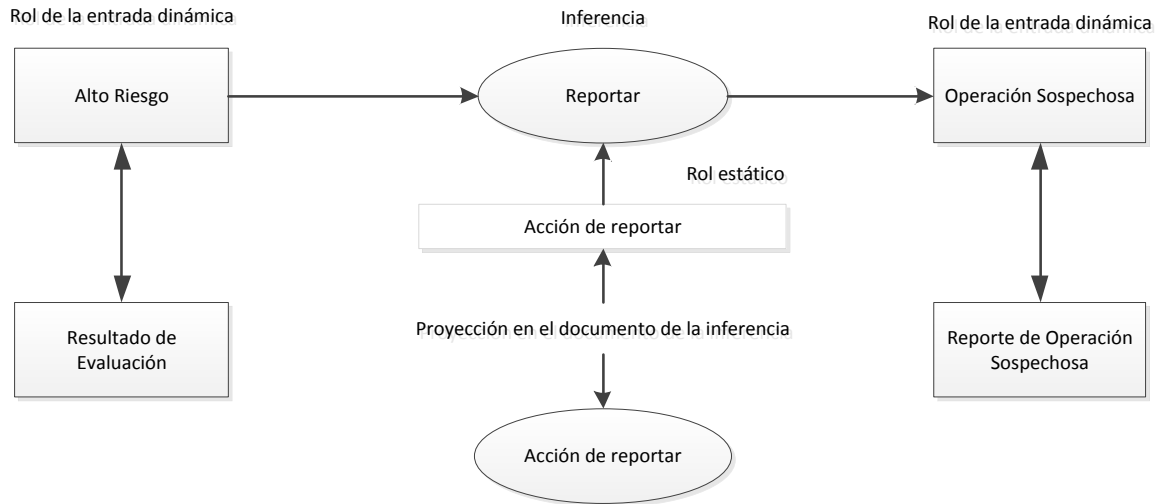 Rol de la entrada dinámica
Inferencia
Rol de la entrada dinámica
Alto Riesgo
Reportar
Operación Sospechosa
Rol estático
Acción de reportar
Resultado de
Evaluación
Proyección en el documento de la inferencia
Reporte de Operación
Sospechosa
Acción de reportar